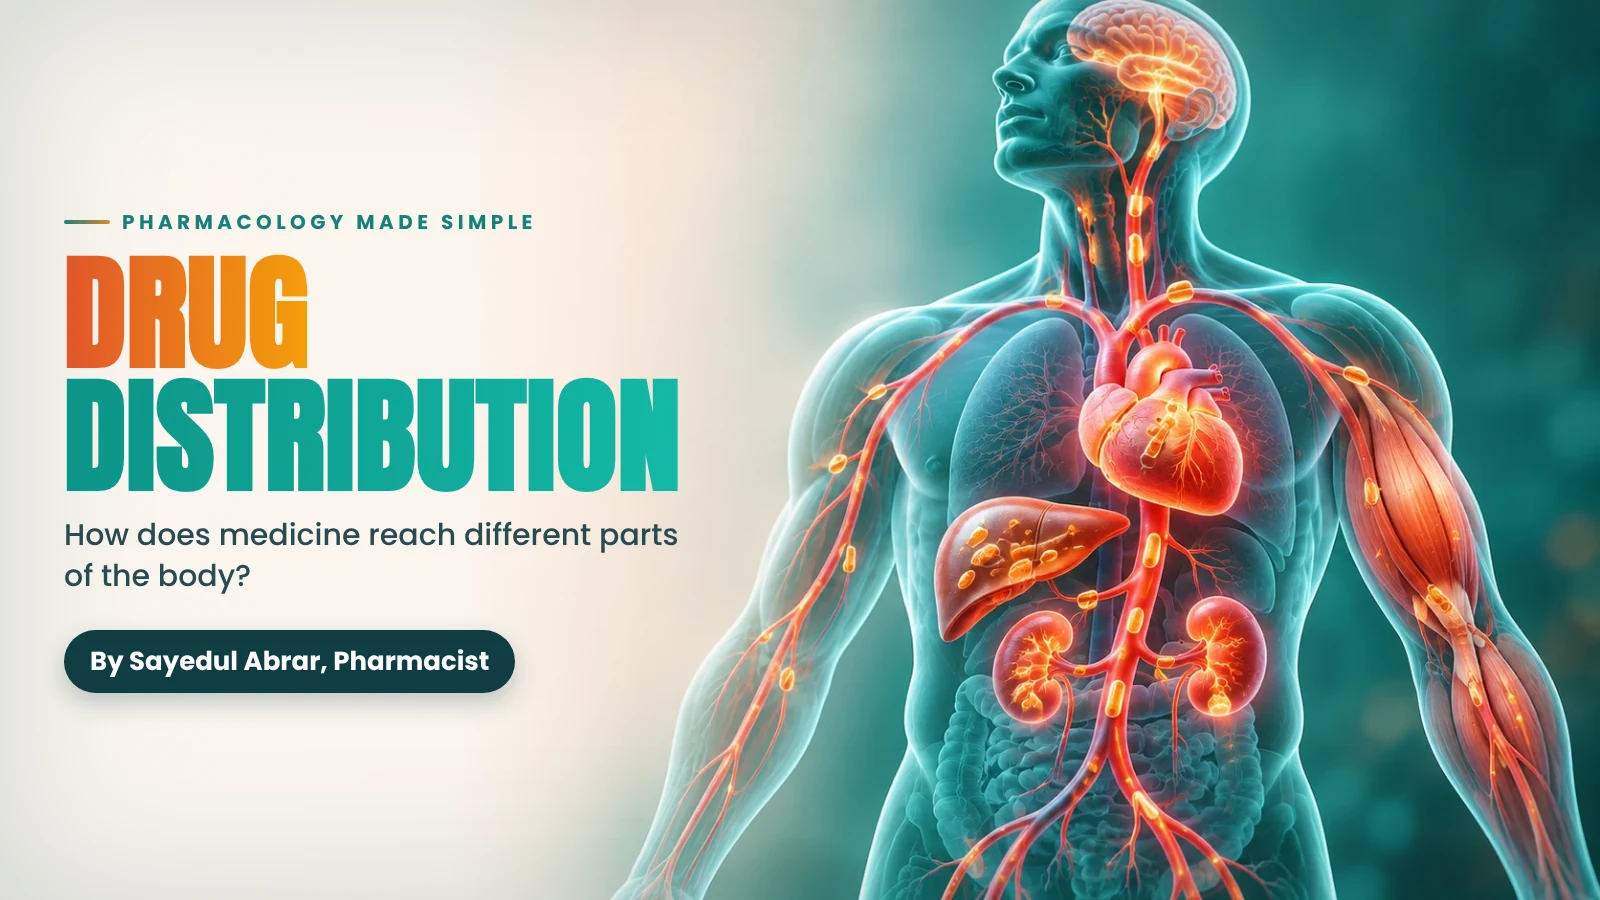 PHARMACOLOGY MADE SIMPLE
DRUG
DISTRIBUTION
How does medicine reach different parts
of the body?
By Sayedul Abrar, Pharmacist